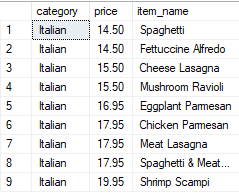 category price item_name
1 Italian 14.50 Spaghetti
2 Italian 14.50 Fettuccine Alfredo
3 Italian 15.50 Cheese Lasagna
4 Italian 15.50 Mushroom Ravioli
5 Italian 16.95 Eggplant Parmesan
6 Italian 17.95 Chicken Parmesan
7 Italian 17.95 Meat Lasagna
8 Italian 17.95 Spaghetti & Meat...
9 Italian 19.95 Shrimp Scampi